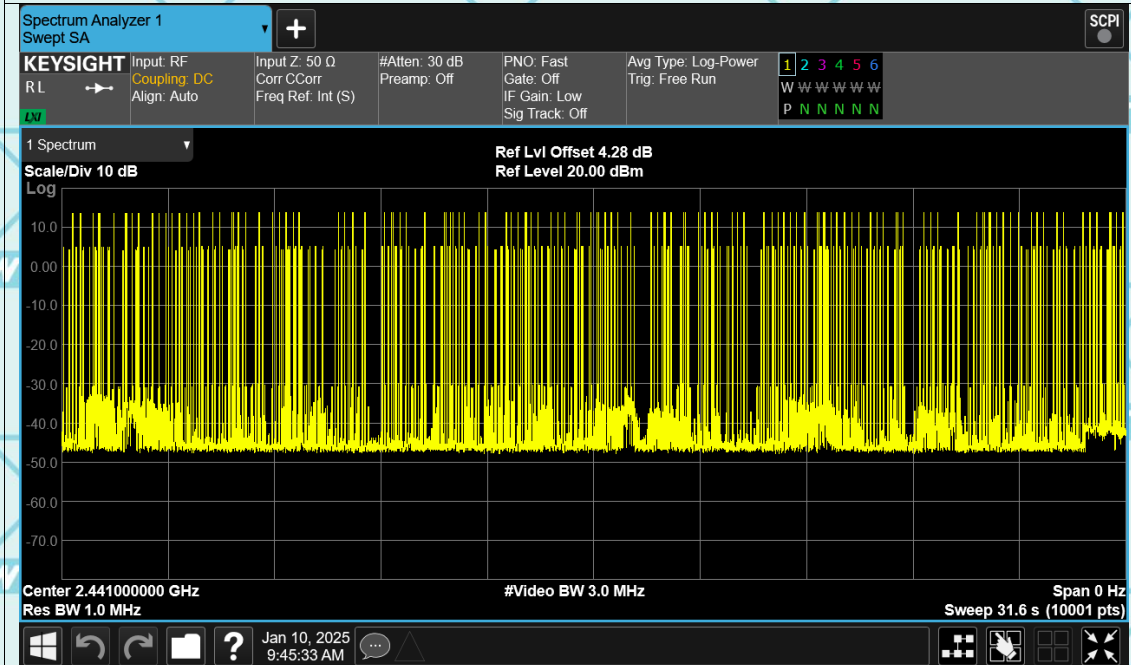 Spectrum Analyzer 1
Swept SA
+
SCPI
KEYSIGHT
RL
LXI
Input: RF
Coupling: DC
Align: Auto
Input Z: 50 Ω
Corr CCorr
Freq Ref: Int (S)
#Atten: 30 dB
Preamp: Off
PNO: Fast
Gate: Off
IF Gain: Low
Sig Track: Off
Avg Type: Log-Power
Trig: Free Run
1 2 3 4 5 6
W W W W W W
P N N N N N
1 Spectrum
Scale/Div 10 dB
Ref Lvl Offset 4.28 dB
Ref Level 20.00 dBm
Log
10.0
0.00
-10.0
-20.0
-30.0
-40.0
-50.0
-60.0
-70.0
Center 2.441000000 GHz
#Video BW 3.0 MHz
Span 0 Hz
Res BW 1.0 MHz
Sweep 31.6 s (10001 pts)
?
Jan 10, 2025
9:45:33 AM